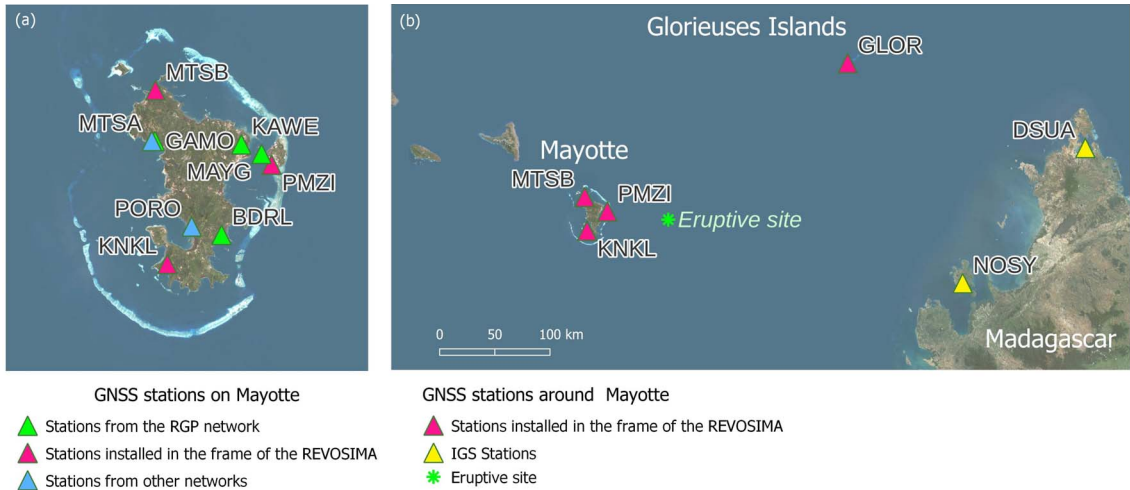 (a)
MTSB
MTSA
GAMO
KAWE
MAYG
PMZI
PORO
BDRL
KNKL
(b)
Glorieuses Islands
GLOR
DSUA
Mayotte
MTSB
PMZI
Eruptive site
KNKL
NOSY
0 50 100 km
Madagascar
GNSS stations on Mayotte
Stations from the RGP network
Stations installed in the frame of the REVOSIMA
Stations from other networks
GNSS stations around Mayotte
Stations installed in the frame of the REVOSIMA
IGS Stations
Eruptive site